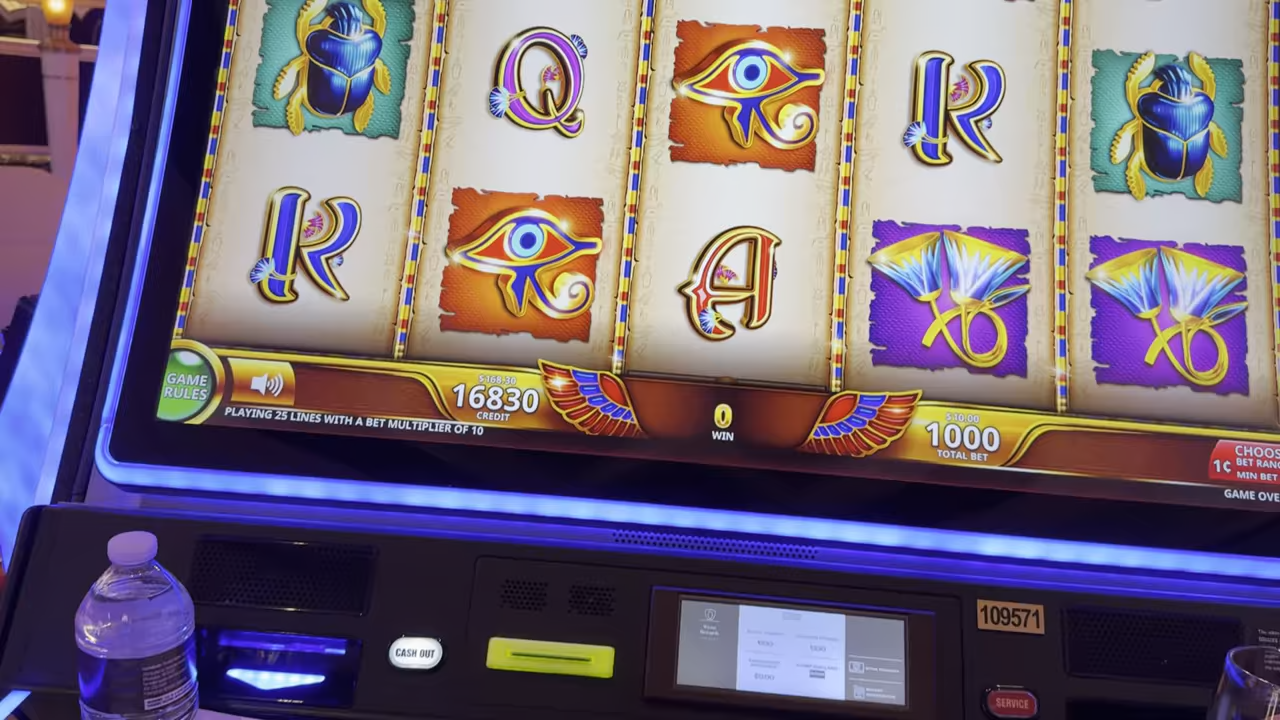 Q
K
K
A
GAME
RULES
$168.30
16830
CREDIT
PLAYING 25 LINES WITH A BET MULTIPLIER OF 10
0
WIN
$10.00
1000
TOTAL BET
CHOOS
BET RANG
1¢ MIN BET
GAME OVE
CASH OUT
109571
SERVICE